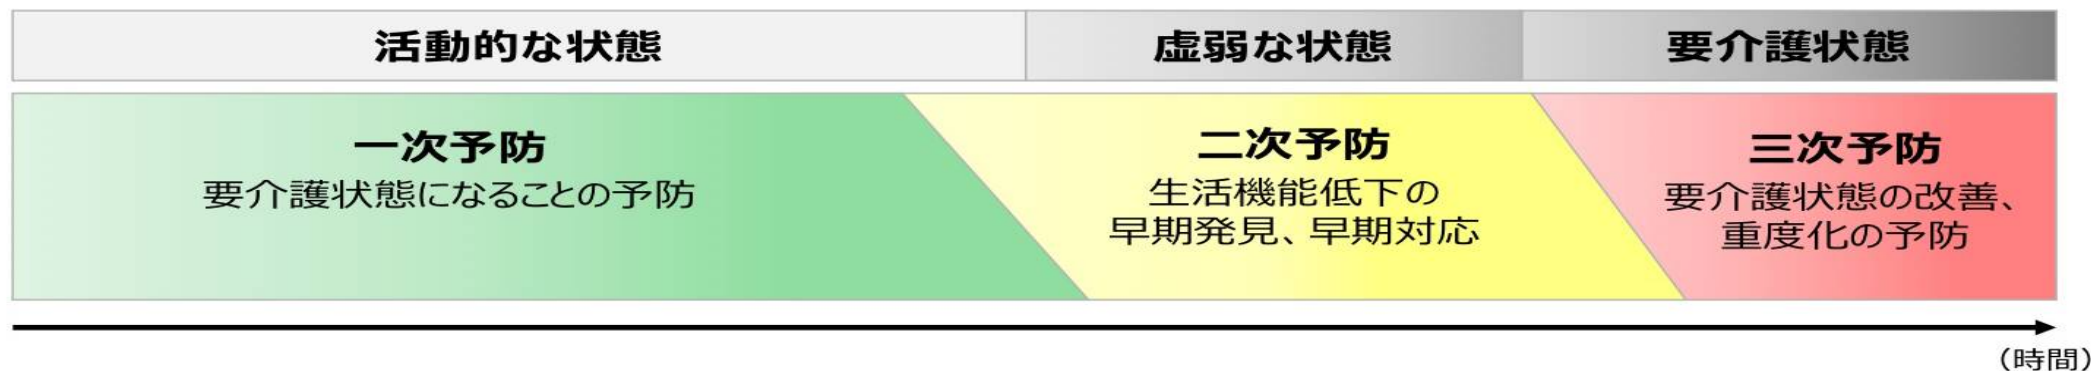 活動的な状態
虚弱な状態
要介護状態
一次予防
要介護状態になることの予防
二次予防
生活機能低下の
早期発見、早期対応
三次予防
要介護状態の改善、
重度化の予防
（時間）